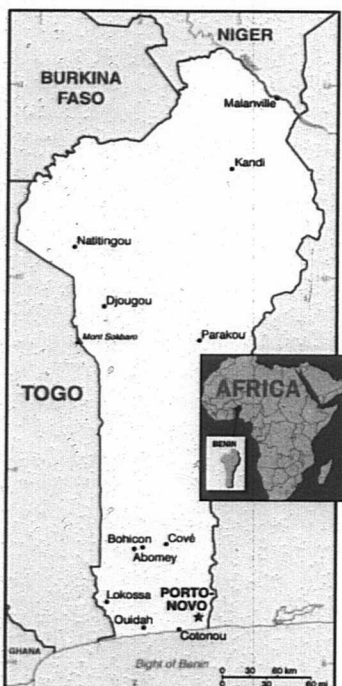 NIGER
BURKINA
FASO
Malanville
Kandi
Natitingou
Djougou
Mont Sokbaro
Parakou
TOGO
AFRICA
BENIN
Bohicon
Cové
Abomey
Lokossa
PORTO-
NOVO
Ouidah
Cotonou
GHANA
Bight of Benin
0 30 60 km
0 30 60 mi